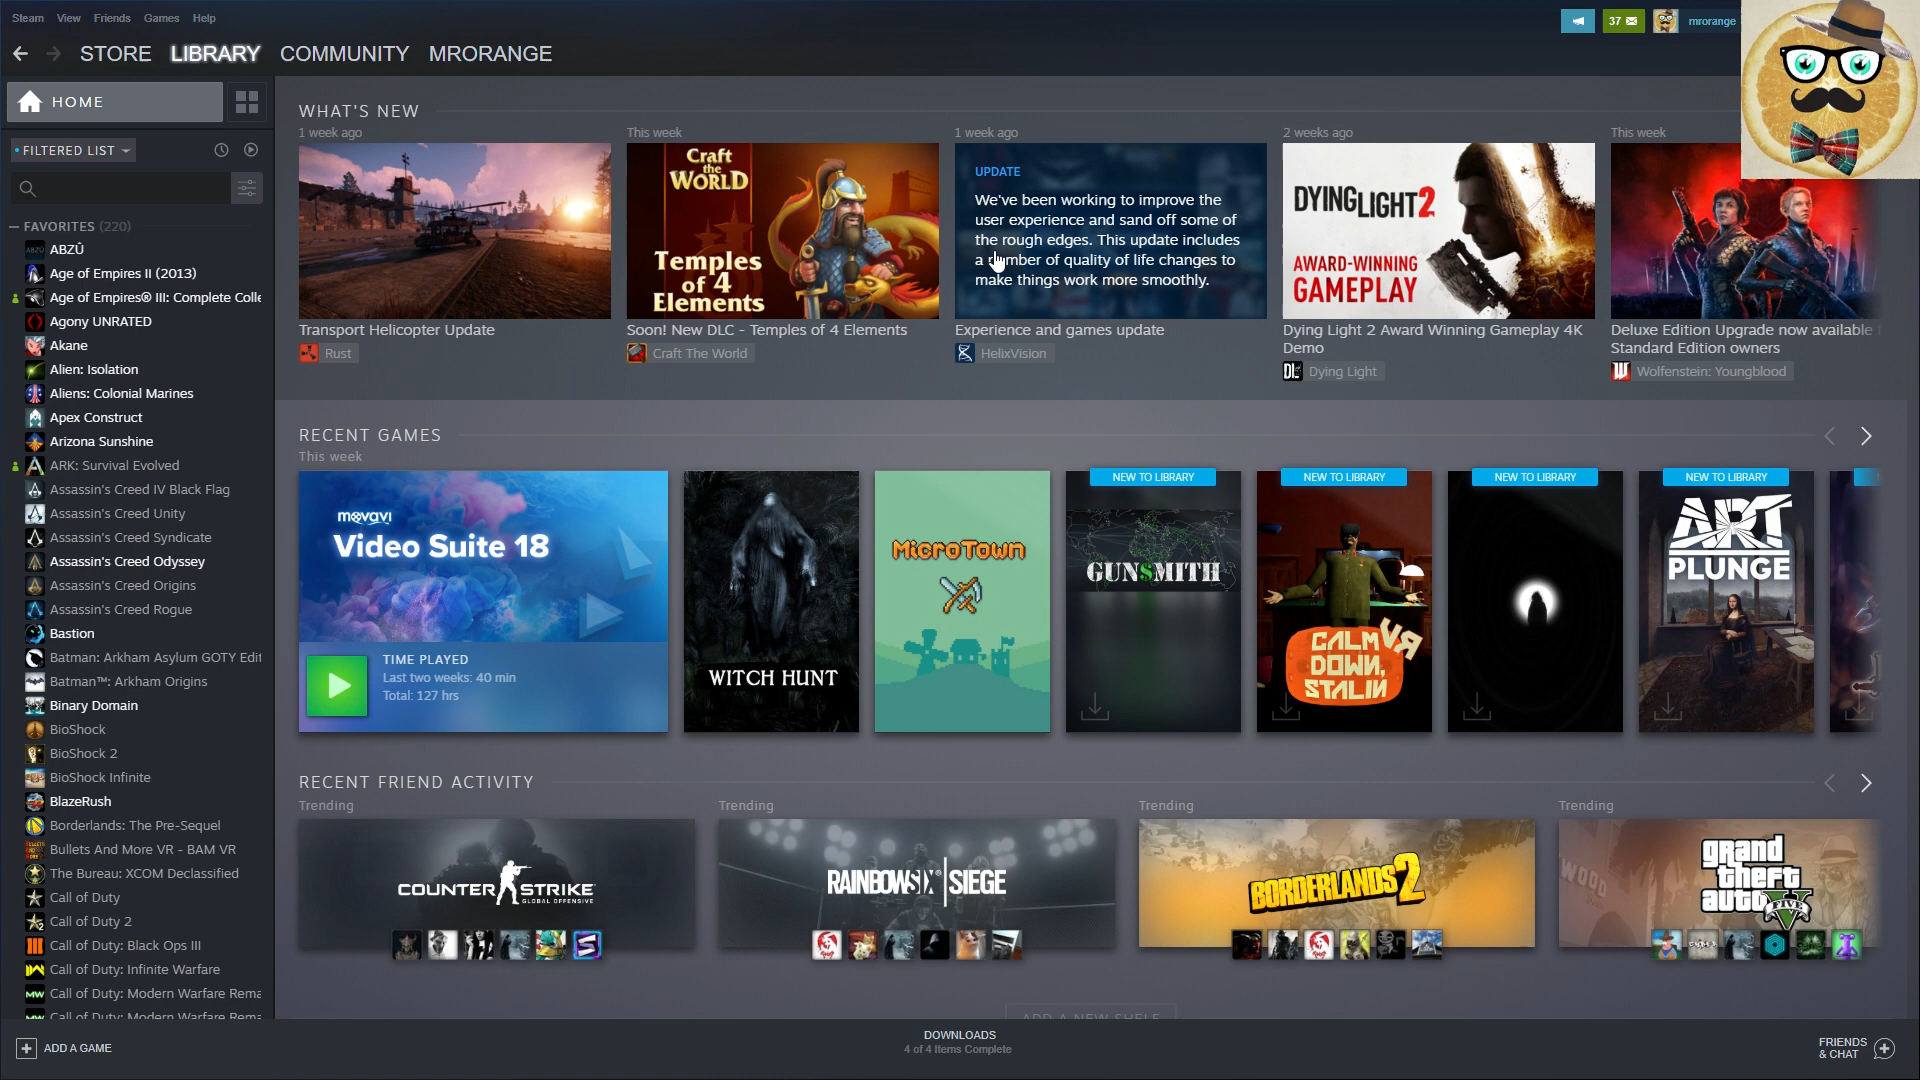 Steam View Friends Games Help
37
mrorange
STORE LIBRARY COMMUNITY MRORANGE
HOME
FILTERED LIST
FAVORITES (220)
ABZÛ
Age of Empires II (2013)
Age of Empires® III: Complete Colle
Agony UNRATED
Akane
Alien: Isolation
Aliens: Colonial Marines
Apex Construct
Arizona Sunshine
ARK: Survival Evolved
Assassin's Creed IV Black Flag
Assassin's Creed Unity
Assassin's Creed Syndicate
Assassin's Creed Odyssey
Assassin's Creed Origins
Assassin's Creed Rogue
Bastion
Batman: Arkham Asylum GOTY Edit
Batman™: Arkham Origins
Binary Domain
BioShock
BioShock 2
BioShock Infinite
BlazeRush
Borderlands: The Pre-Sequel
Bullets And More VR - BAM VR
The Bureau: XCOM Declassified
Call of Duty
Call of Duty 2
Call of Duty: Black Ops III
Call of Duty: Infinite Warfare
Call of Duty: Modern Warfare Rema
Call of Duty: Modern Warfare Rema
WHAT'S NEW
1 week ago
Transport Helicopter Update
Rust
This week
Craft
the
WORLD
Temples
of 4
Elements
Soon! New DLC - Temples of 4 Elements
Craft The World
1 week ago
UPDATE
We've been working to improve the
user experience and sand off some of
the rough edges. This update includes
a number of quality of life changes to
make things work more smoothly.
Experience and games update
HelixVision
2 weeks ago
DYING LIGHT 2
AWARD-WINNING
GAMEPLAY
Dying Light 2 Award Winning Gameplay 4K
Demo
DL
Dying Light
This week
Deluxe Edition Upgrade now available
Standard Edition owners
Wolfenstein: Youngblood
RECENT GAMES
This week
movavi
Video Suite 18
TIME PLAYED
Last two weeks: 40 min
Total: 127 hrs
WITCH HUNT
MicroTown
NEW TO LIBRARY
GUN$MITH
NEW TO LIBRARY
CALM
DOWN,
STALIN
VR
NEW TO LIBRARY
NEW TO LIBRARY
ART
PLUNGE
RECENT FRIEND ACTIVITY
Trending
COUNTER STRIKE
GLOBAL OFFENSIVE
Trending
RAINBOW SIX SIEGE
Trending
BORDERLANDS 2
Trending
WOOD
grand
theft
auto
V
FIVE
ADD A NEW SHELF
ADD A GAME
DOWNLOADS
4 of 4 Items Complete
FRIENDS
& CHAT